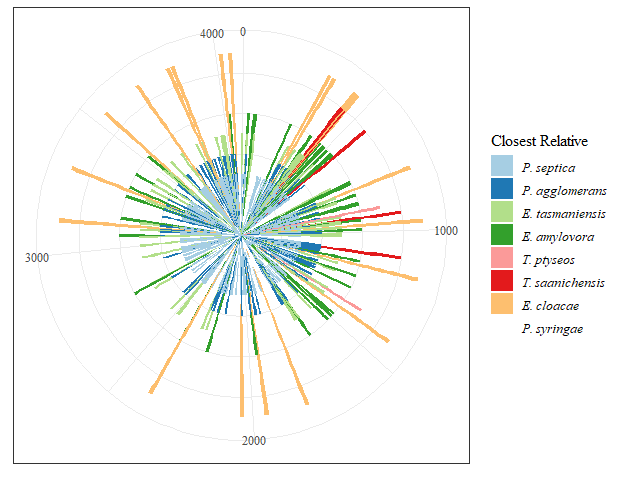 4000
0
1000
3000
2000
Closest Relative
P. septica
P. agglomerans
E. tasmaniensis
E. amylovora
T. ptyseos
T. saanichensis
E. cloacae
P. syringae